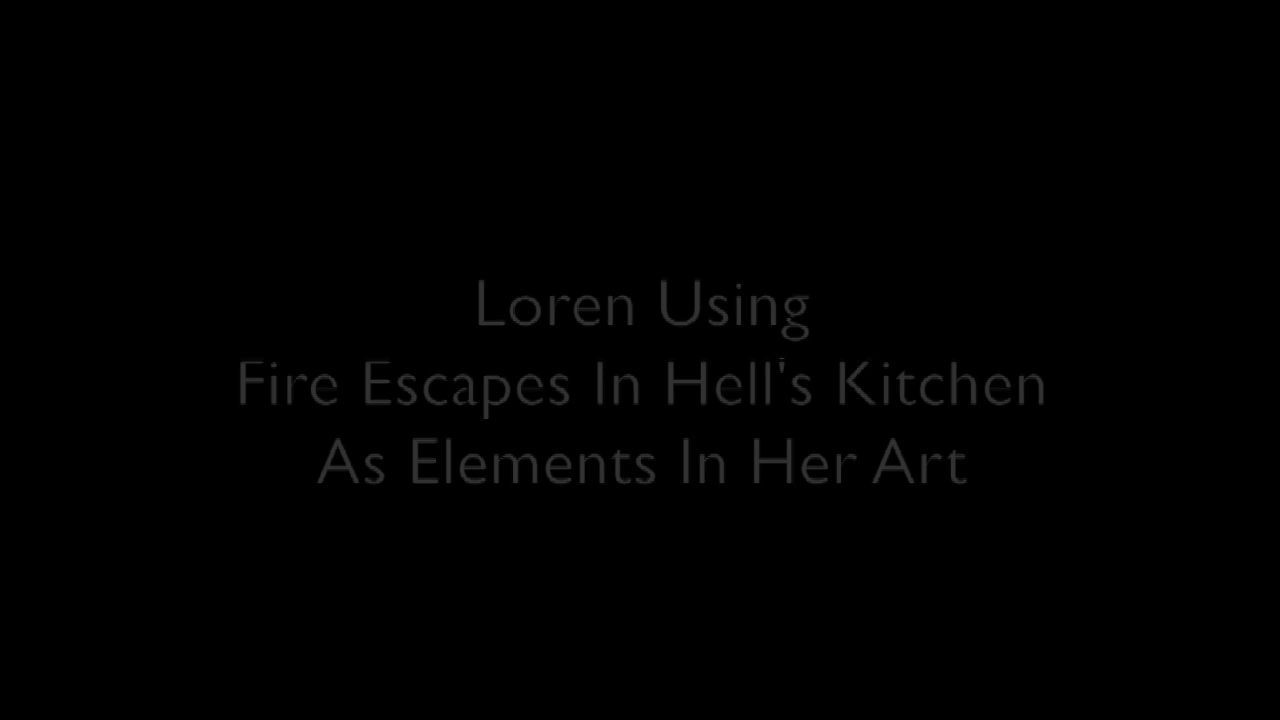 Loren Using
Fire Escapes In Hell's Kitchen
As Elements In Her Art